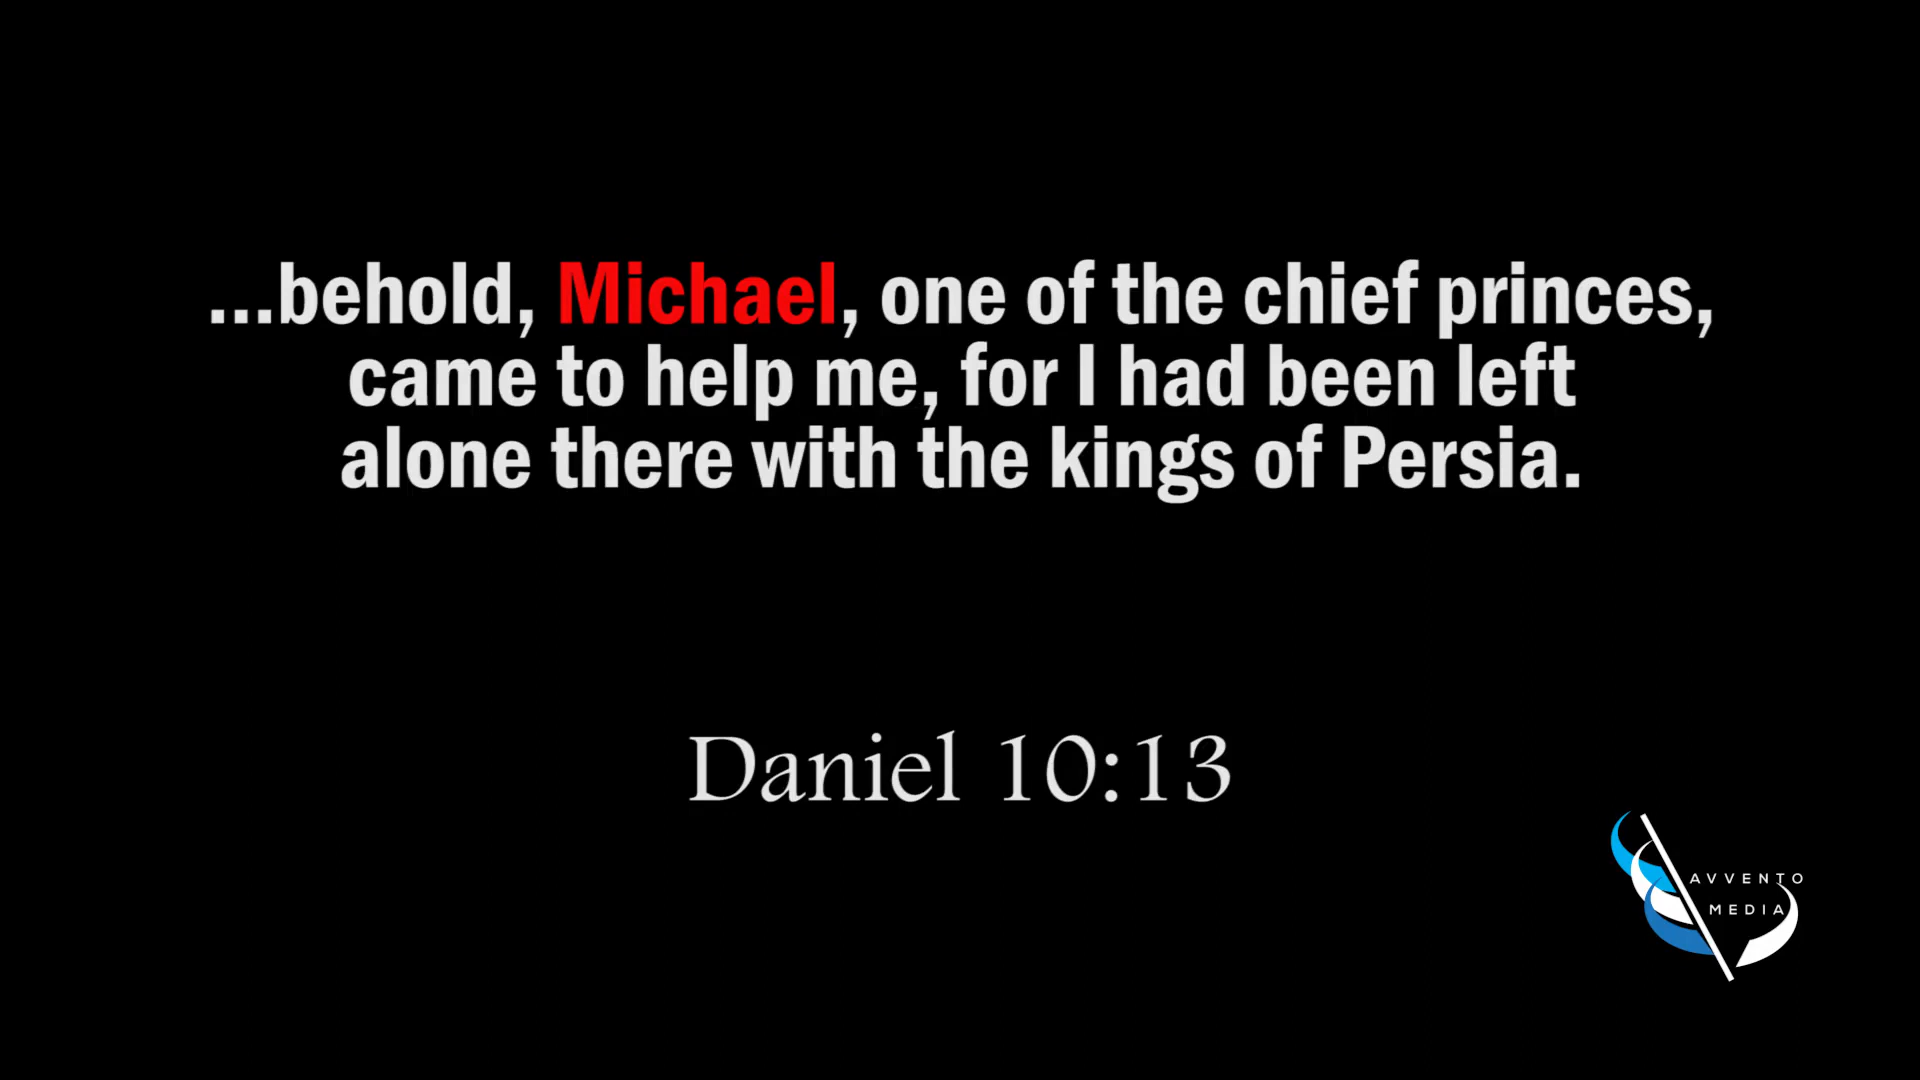 ...behold, Michael, one of the chief princes,
came to help me, for I had been left
alone there with the kings of Persia.
Daniel 10:13
AVVENTO
MEDIA